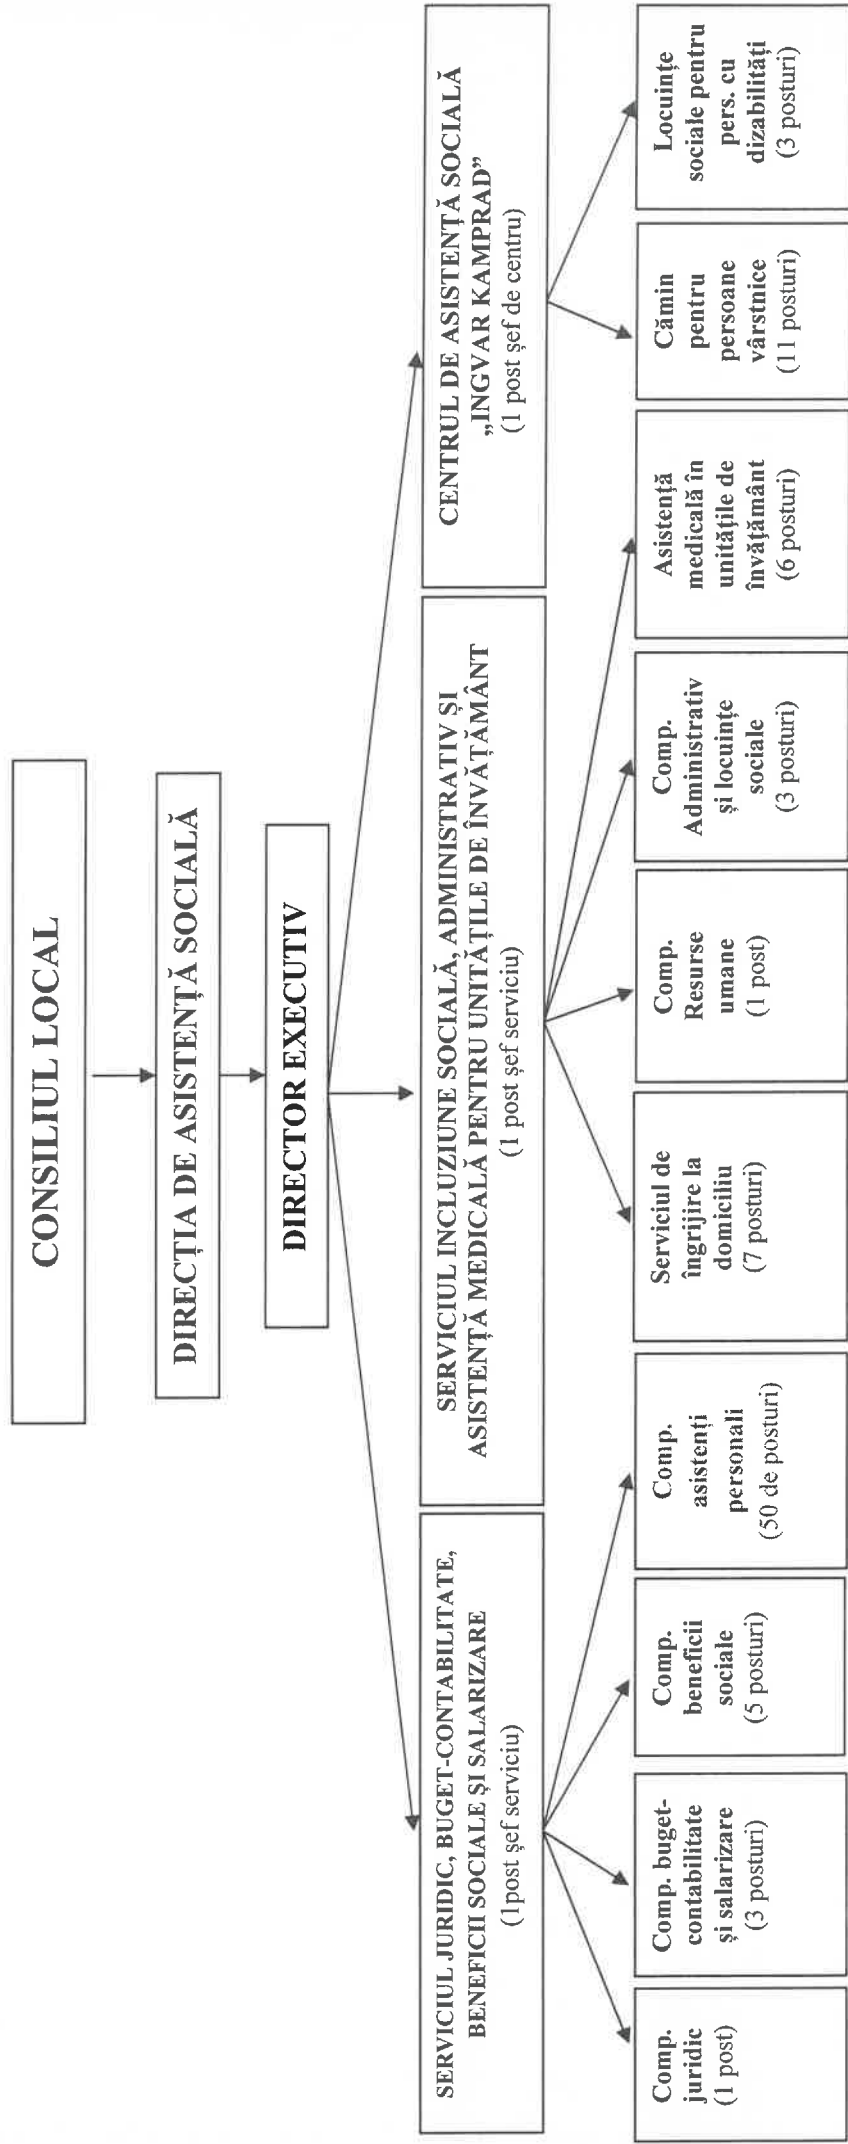 CONSILIUL LOCAL
DIRECȚIA DE ASISTENȚĂ SOCIALĂ
DIRECTOR EXECUTIV
SERVICIUL JURIDIC, BUGET-CONTABILITATE,
BENEFICII SOCIALE ȘI SALARIZARE
(1post șef serviciu)
SERVICIUL INCLUZIUNE SOCIALĂ, ADMINISTRATIV ȘI
ASISTENȚĂ MEDICALĂ PENTRU UNITĂȚILE DE ÎNVĂȚĂMÂNT
(1 post șef serviciu)
CENTRUL DE ASISTENȚĂ SOCIALĂ
„INGVAR KAMPRAD”
(1 post șef de centru)
Comp.
juridic
(1 post)
Comp. buget-
contabilitate
și salarizare
(3 posturi)
Comp.
beneficii
sociale
(5 posturi)
Comp.
asistenți
personali
(50 de posturi)
Serviciul de
îngrijire la
domiciliu
(7 posturi)
Comp.
Resurse
umane
(1 post)
Comp.
Administrativ
și locuințe
sociale
(3 posturi)
Asistență
medicală în
unitățile de
învățământ
(6 posturi)
Cămin
pentru
persoane
vârstnice
(11 posturi)
Locuințe
sociale pentru
pers. cu
dizabilități
(3 posturi)